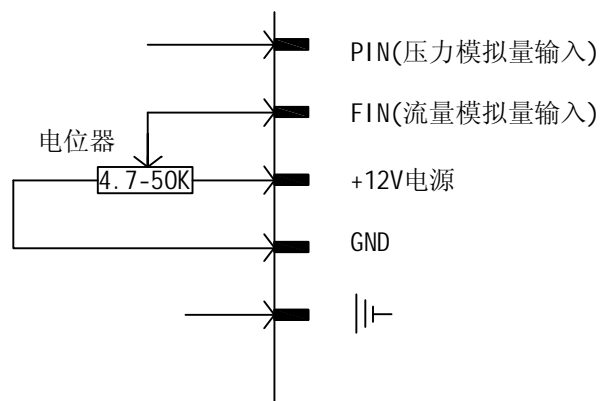 PIN(压力模拟量输入)
FIN(流量模拟量输入)
电位器
4.7-50K
+12V电源
GND